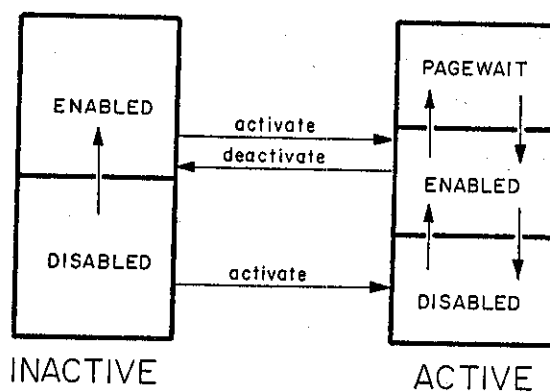 PAGEWAIT
ENABLED
activate
deactivate
ENABLED
DISABLED
activate
DISABLED
INACTIVE
ACTIVE